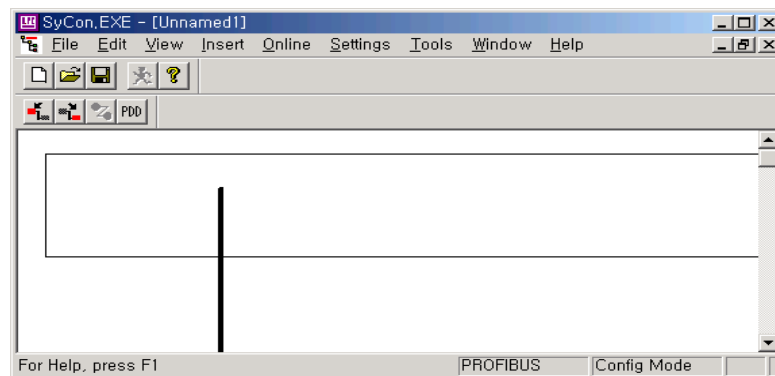 SyCon.EXE - [Unnamed1]
File Edit View Insert Online Settings Tools Window Help
PDD
For Help, press F1 PROFIBUS Config Mode